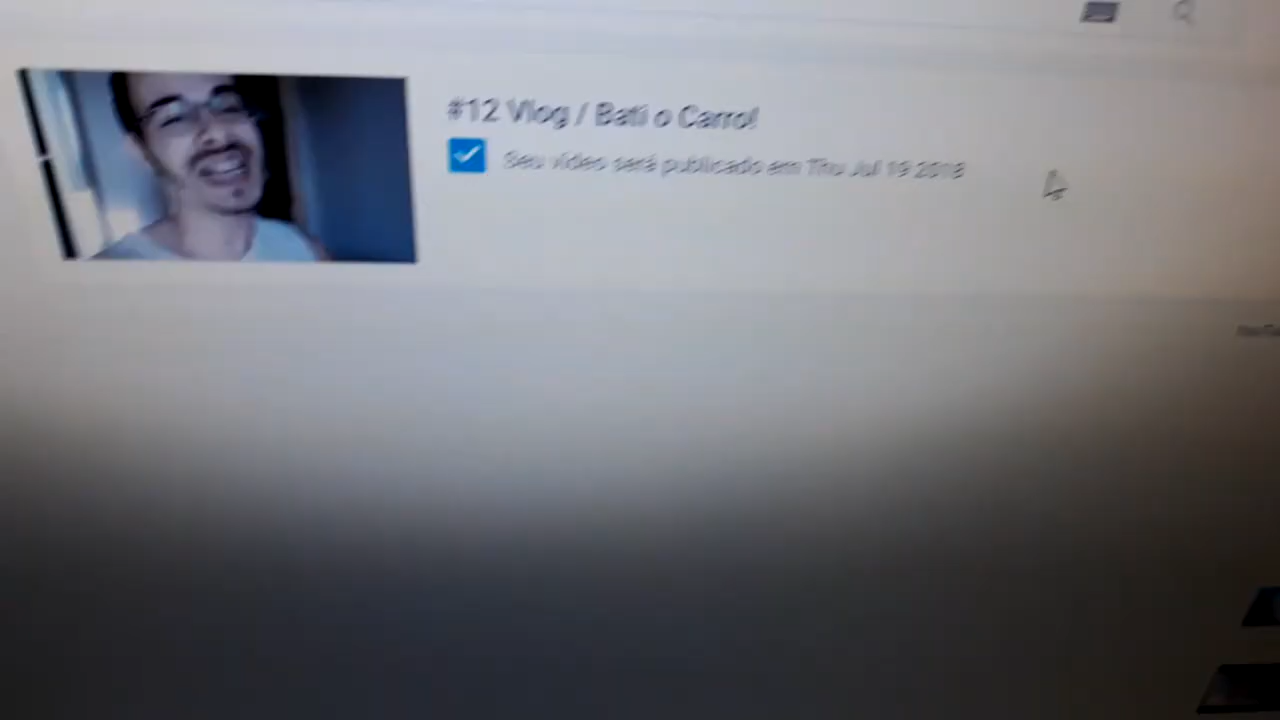 #12 Vlog / Bati o Carro!
Seu vídeo será publicado em Thu Jul 19 2018